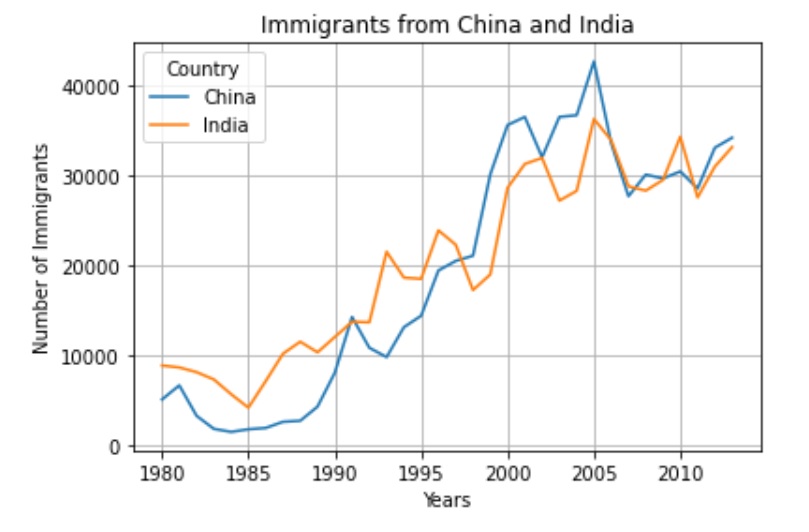 Immigrants from China and India
Country
China
India
Number of Immigrants
40000
30000
20000
10000
0
1980 1985 1990 1995 2000 2005 2010
Years